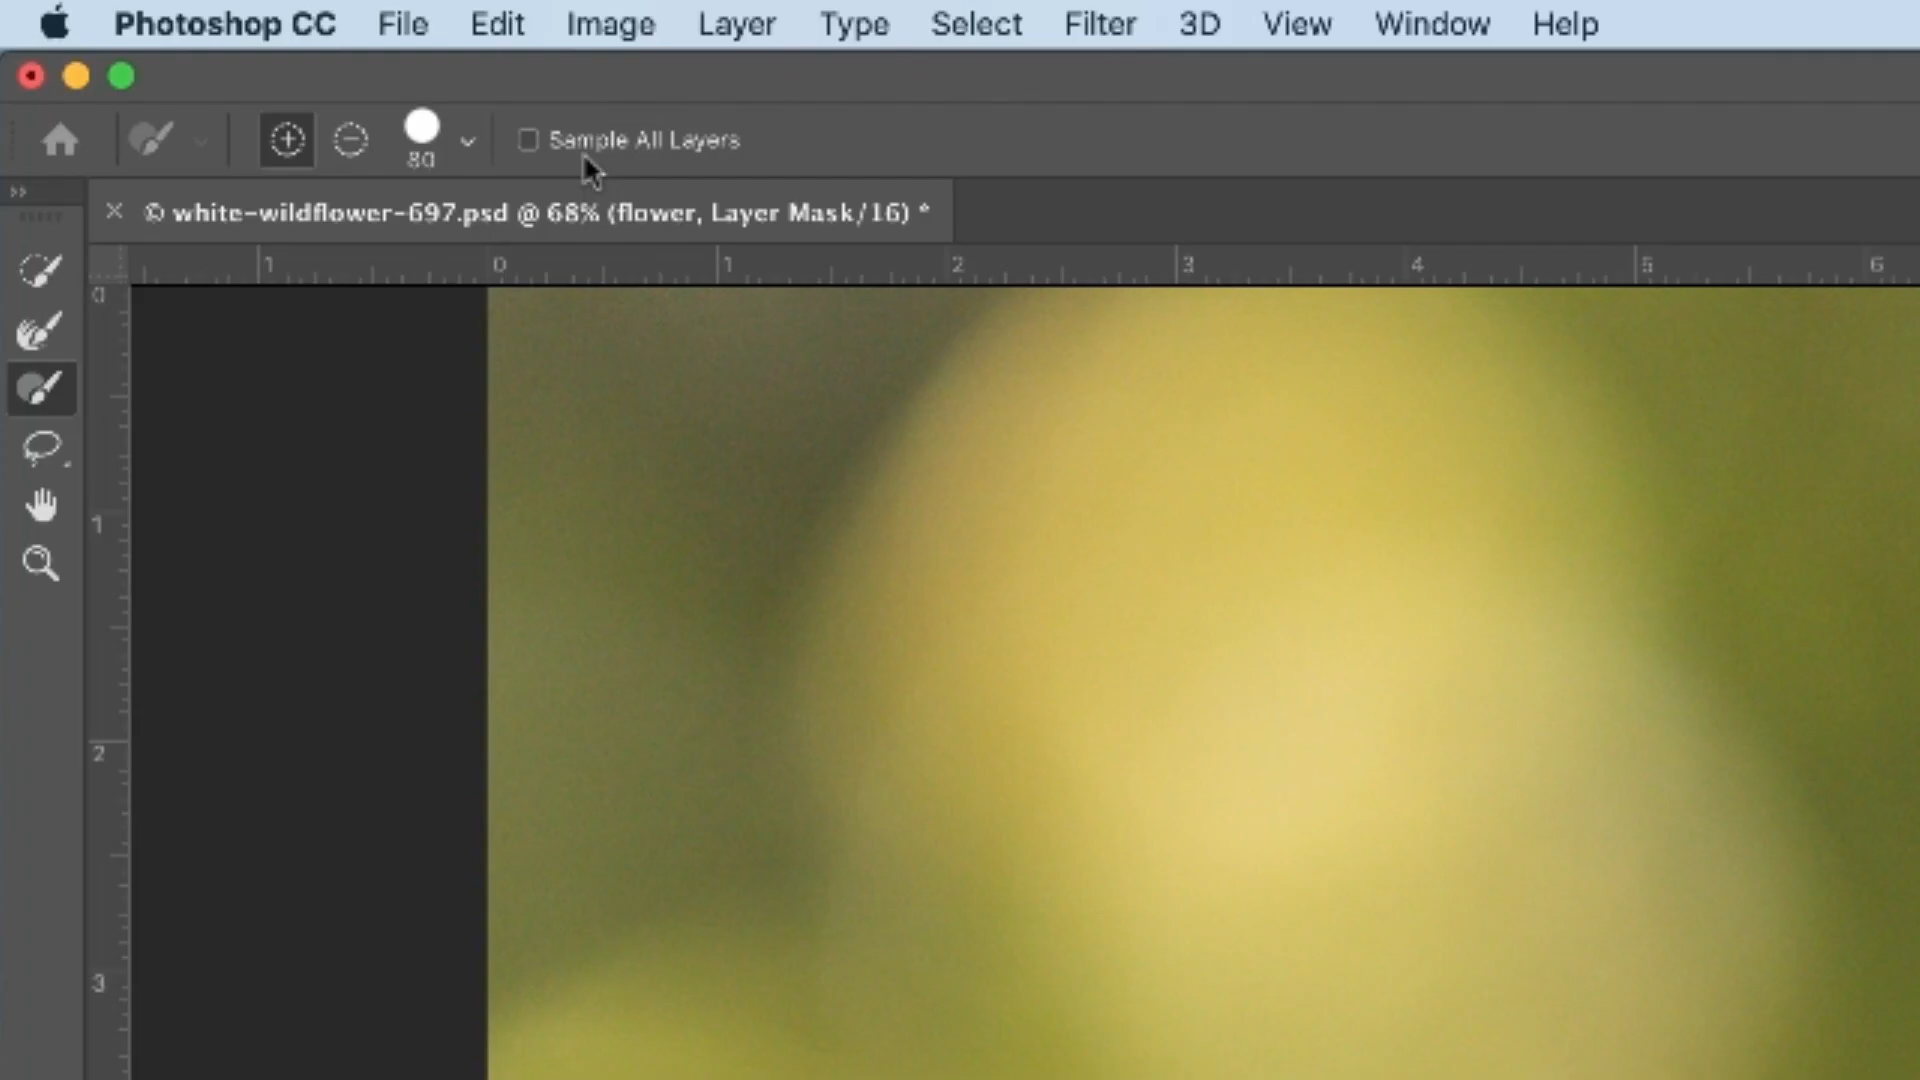 Photoshop CC File Edit Image Layer Type Select Filter 3D View Window Help
80 Sample All Layers
© white-wildflower-697.psd @ 68% (flower, Layer Mask/16) *
1 0 1 2 3 4 5 6
0
1
2
3